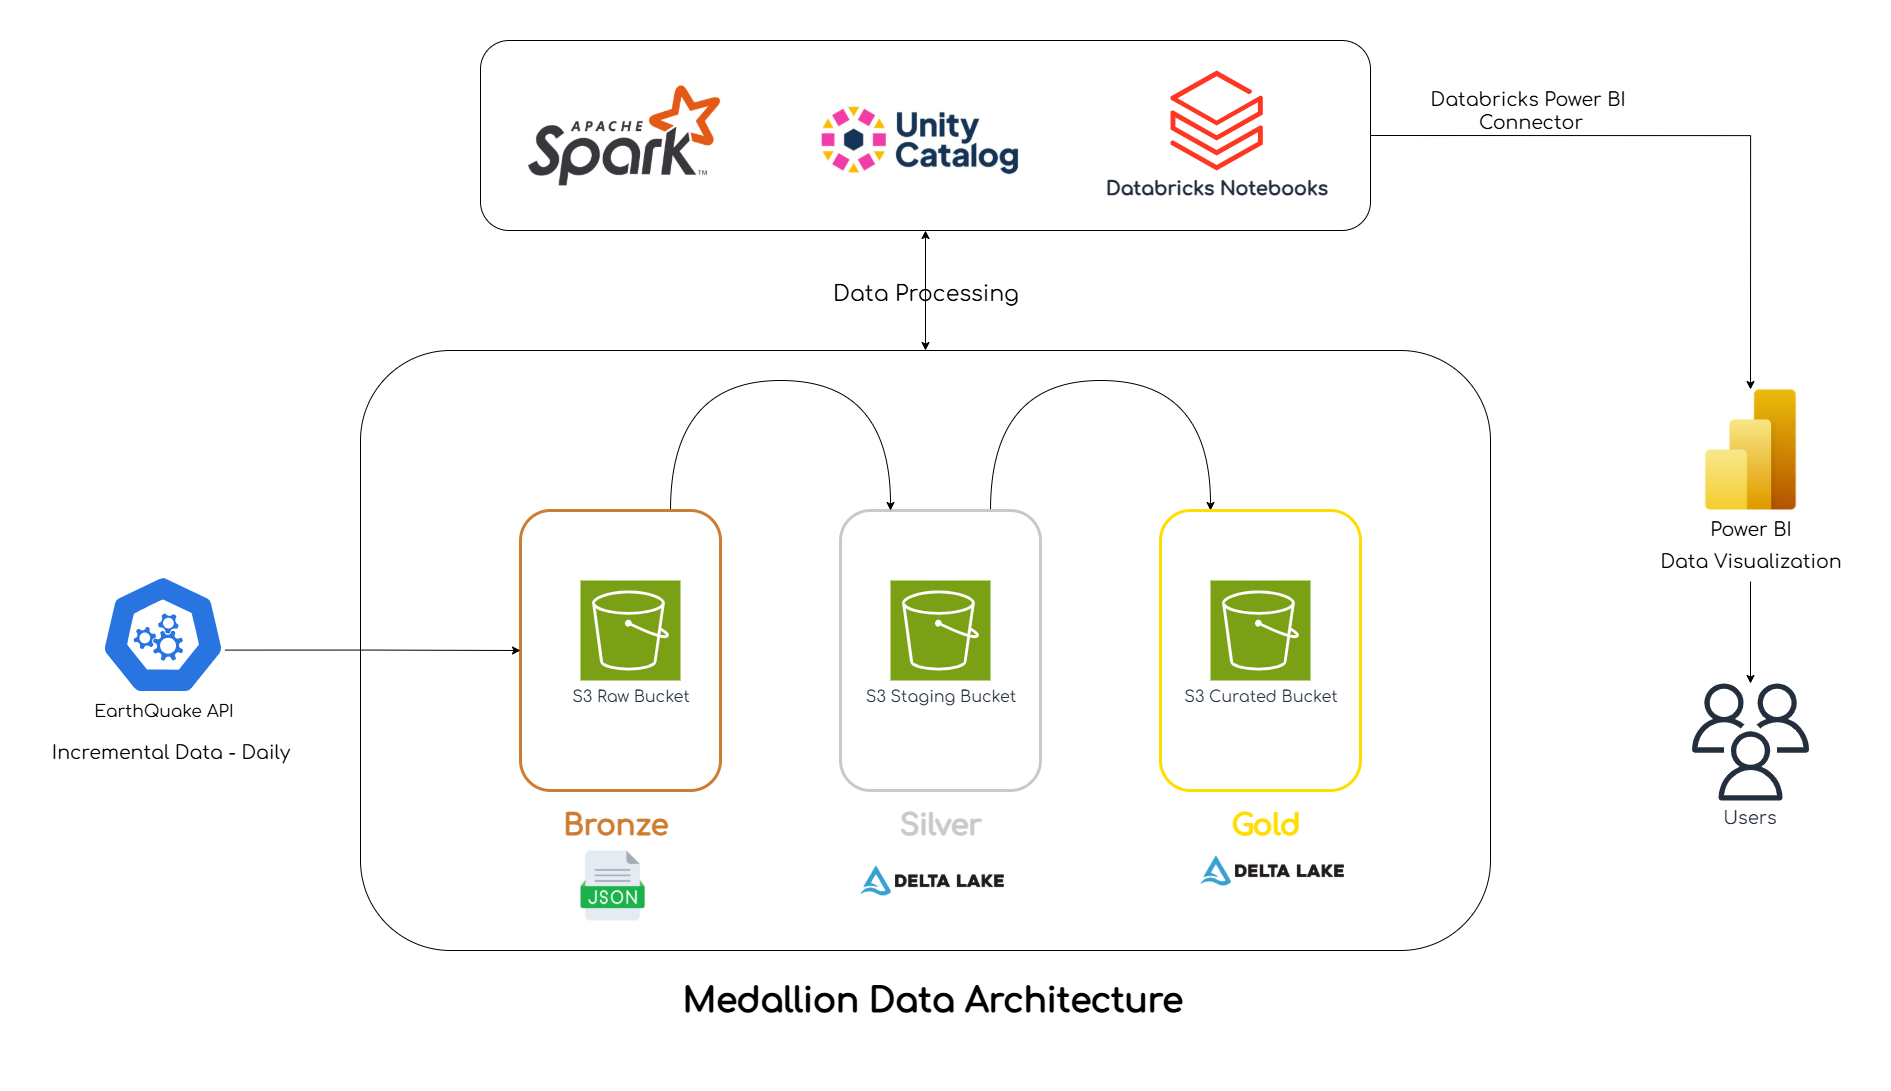 APACHE
Spark
TM
Unity
Catalog
Databricks Notebooks
Databricks Power BI
Connector
Data Processing
Power BI
Data Visualization
S3 Raw Bucket
S3 Staging Bucket
S3 Curated Bucket
EarthQuake API
Incremental Data - Daily
Bronze
Silver
Gold
JSON
DELTA LAKE
DELTA LAKE
Users
Medallion Data Architecture